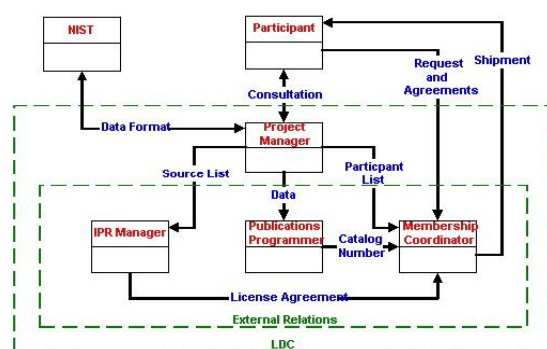 NIST
Participant
Request
and
Agreements
Shipment
Consultation
Data Format
Project
Manager
Source List
Particpant
List
Data
IPR Manager
Publications
Programmer
Catalog
Number
Membership
Coordinator
License Agreement
External Relations
LDC